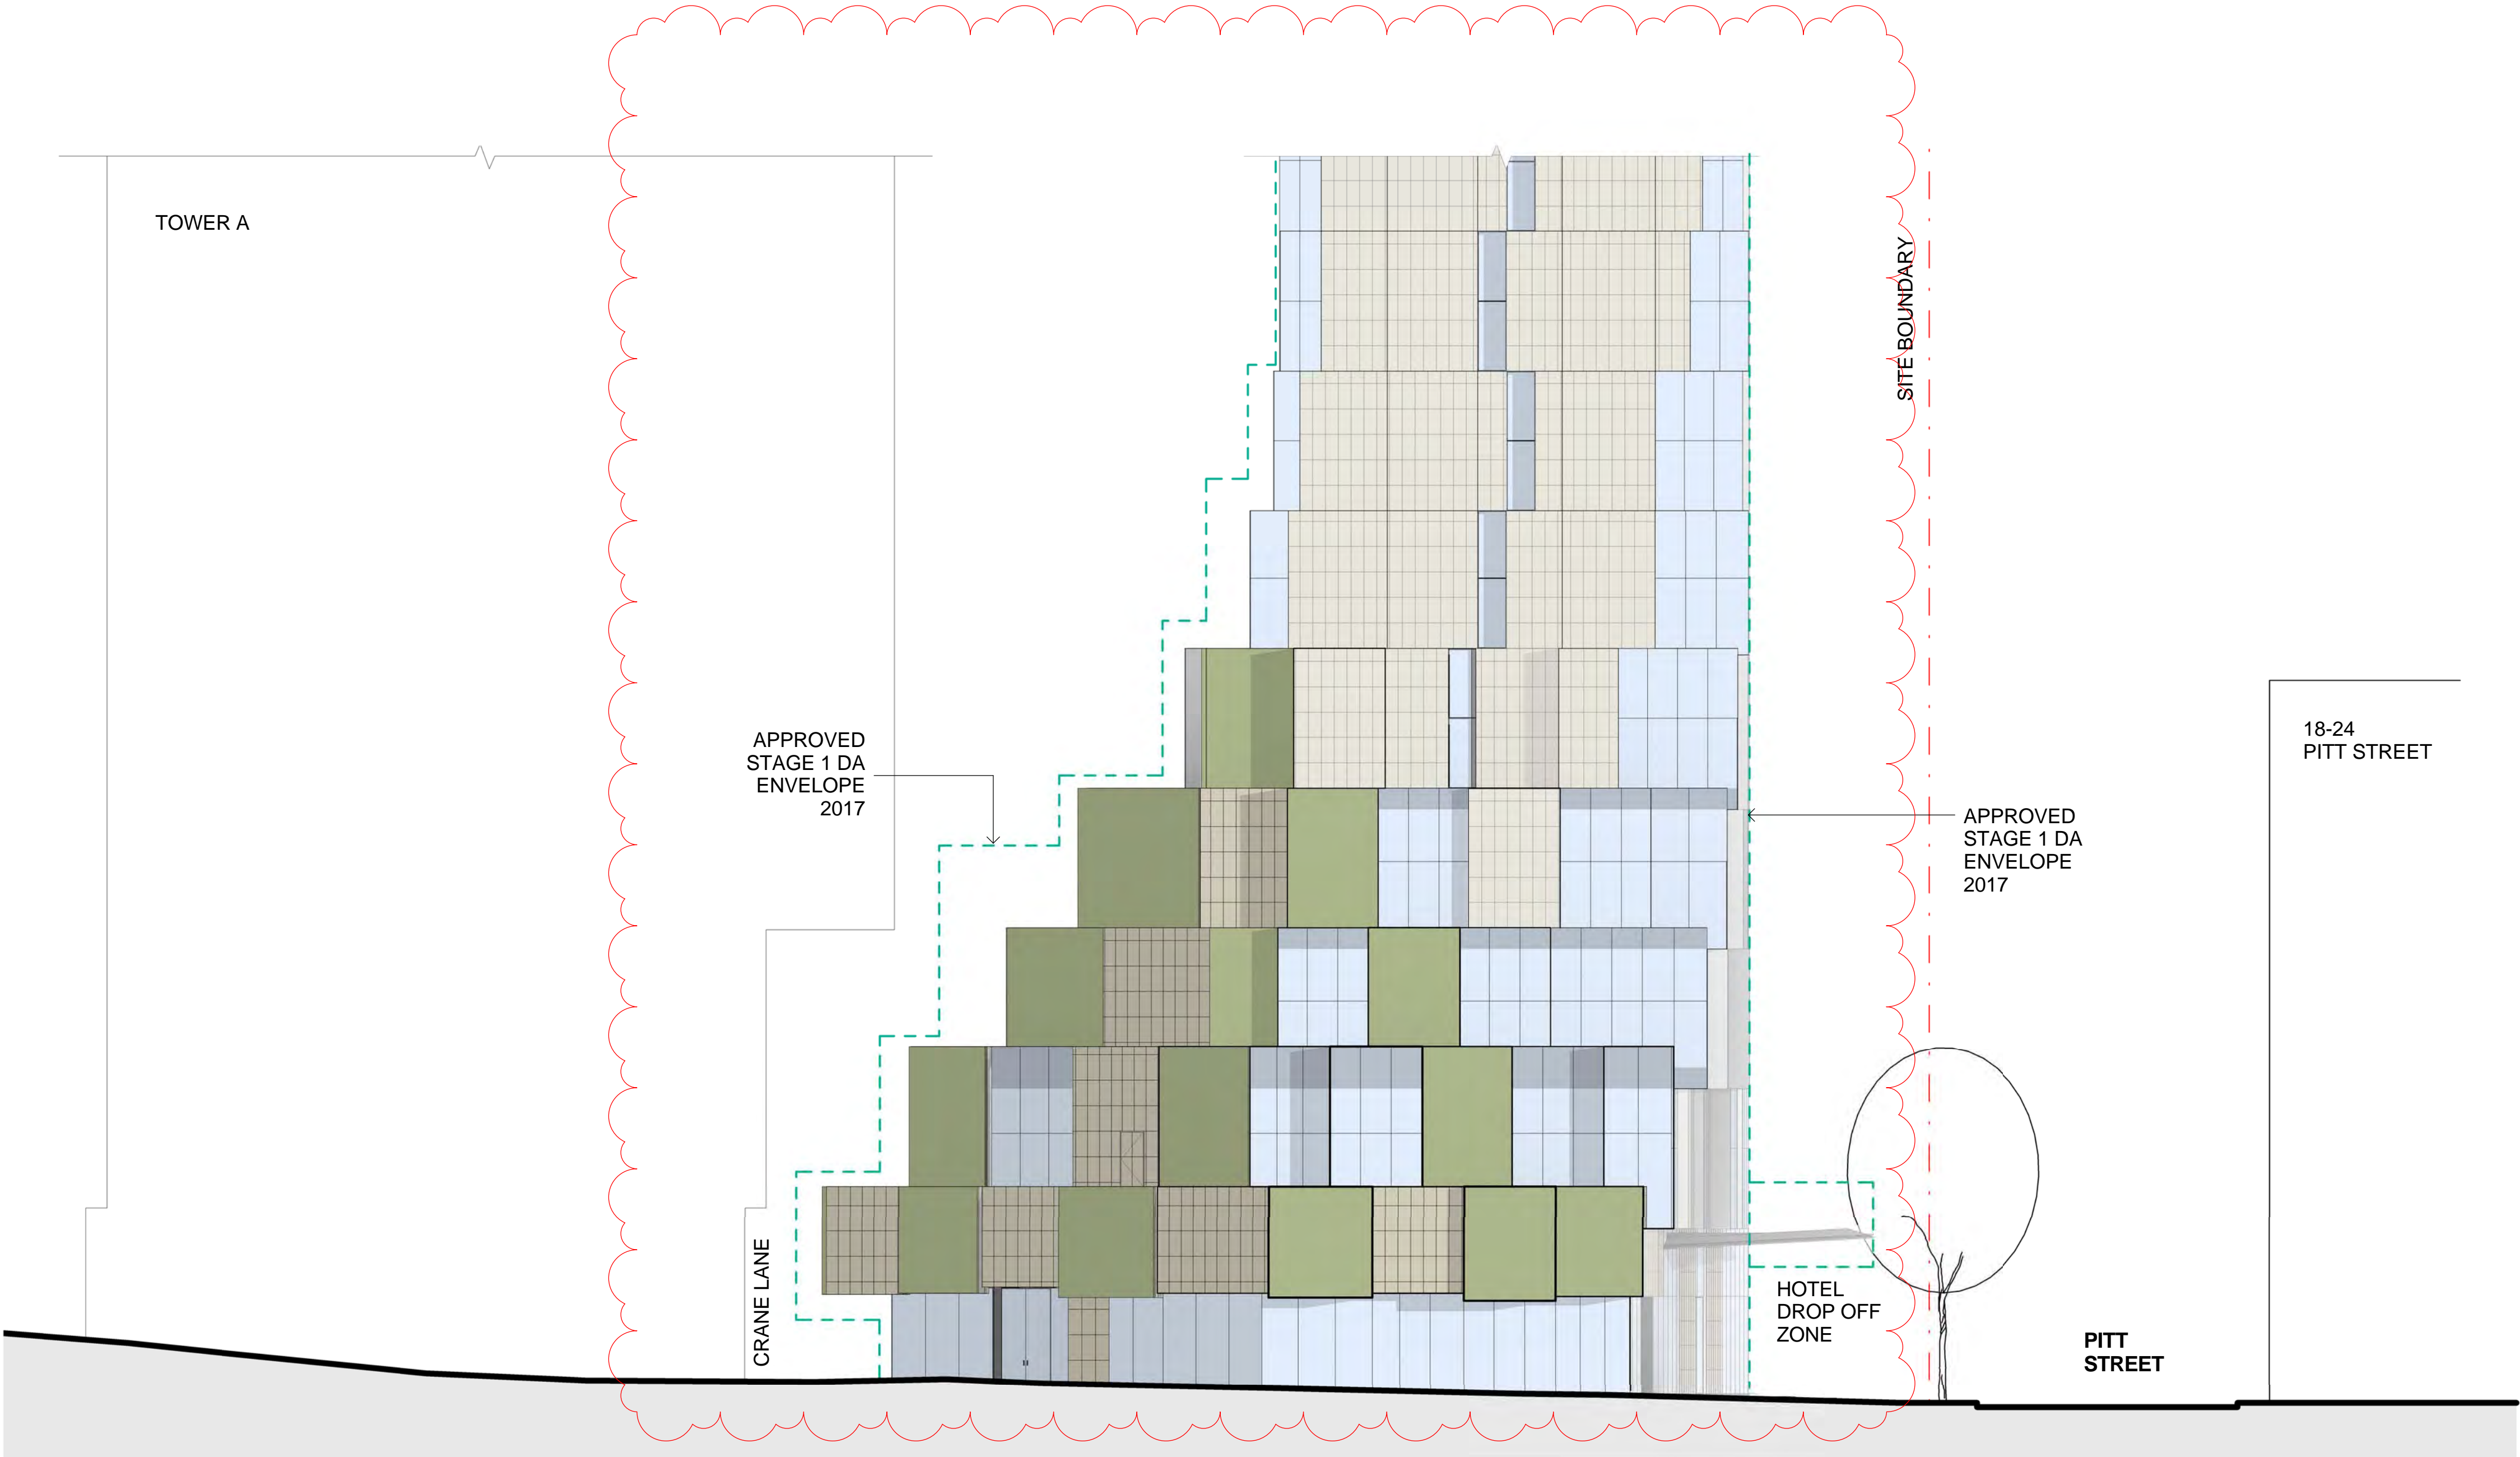 TOWER A
SITE BOUNDARY
APPROVED
STAGE 1 DA
ENVELOPE
2017
18-24
PITT STREET
APPROVED
STAGE 1 DA
ENVELOPE
2017
CRANE LANE
HOTEL
DROP OFF
ZONE
PITT
STREET